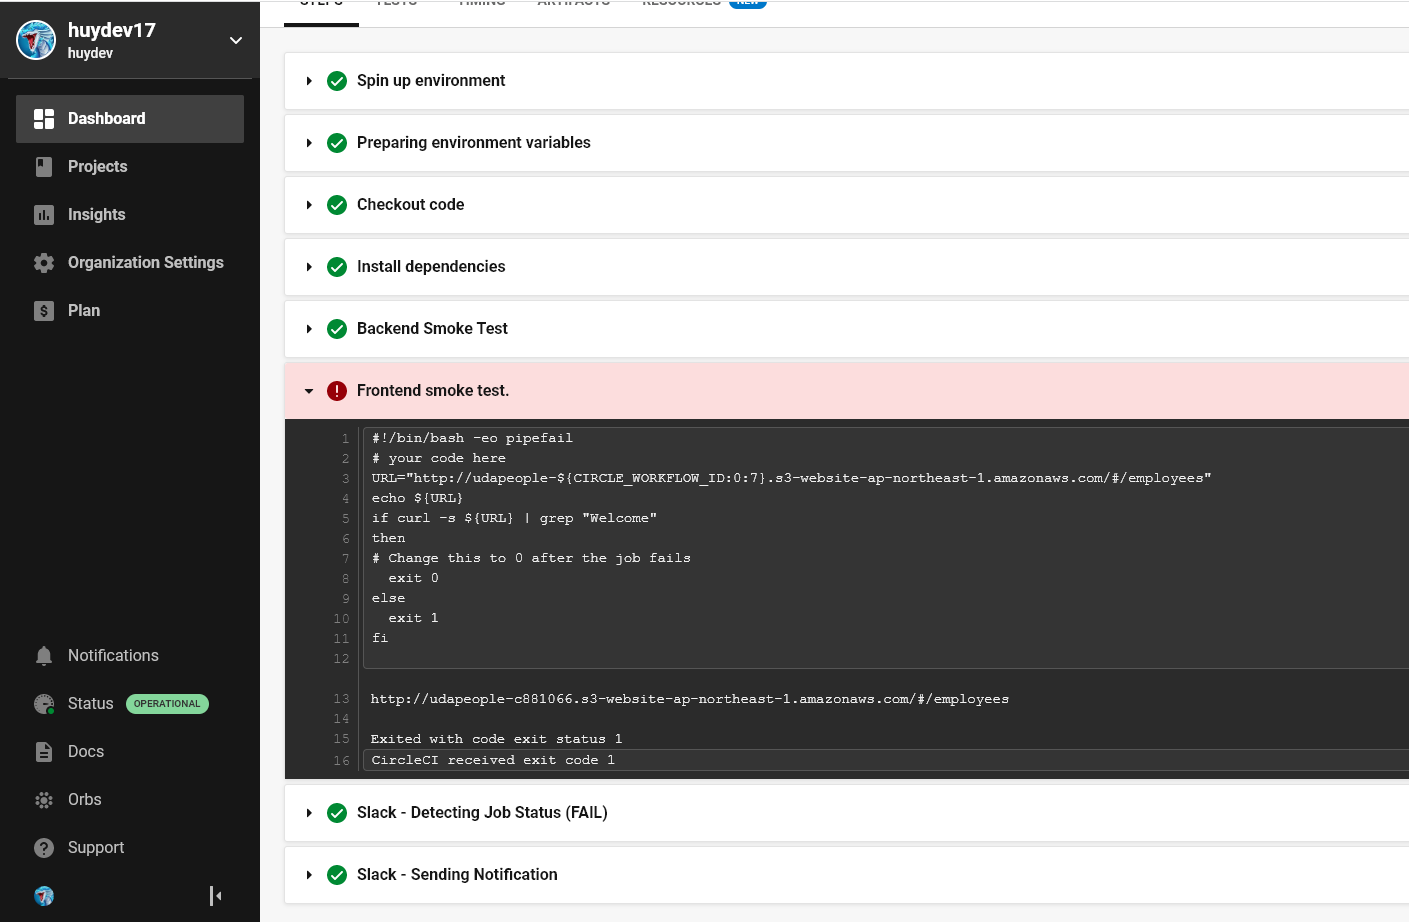 huydev17
huydev
Dashboard
Projects
Insights
Organization Settings
Plan
Notifications
Status OPERATIONAL
Docs
Orbs
Support
STEPS TESTS TIMING ARTIFACTS RESOURCES NEW
Spin up environment
Preparing environment variables
Checkout code
Install dependencies
Backend Smoke Test
Frontend smoke test.
1 #!/bin/bash -eo pipefail
2 # your code here
3 URL="http://udapeople-${CIRCLE_WORKFLOW_ID:0:7}.s3-website-ap-northeast-1.amazonaws.com/#/employees"
4 echo ${URL}
5 if curl -s ${URL} | grep "Welcome"
6 then
7 # Change this to 0 after the job fails
8 exit 0
9 else
10 exit 1
11 fi
12
13 http://udapeople-c881066.s3-website-ap-northeast-1.amazonaws.com/#/employees
14
15 Exited with code exit status 1
16 CircleCI received exit code 1
Slack - Detecting Job Status (FAIL)
Slack - Sending Notification